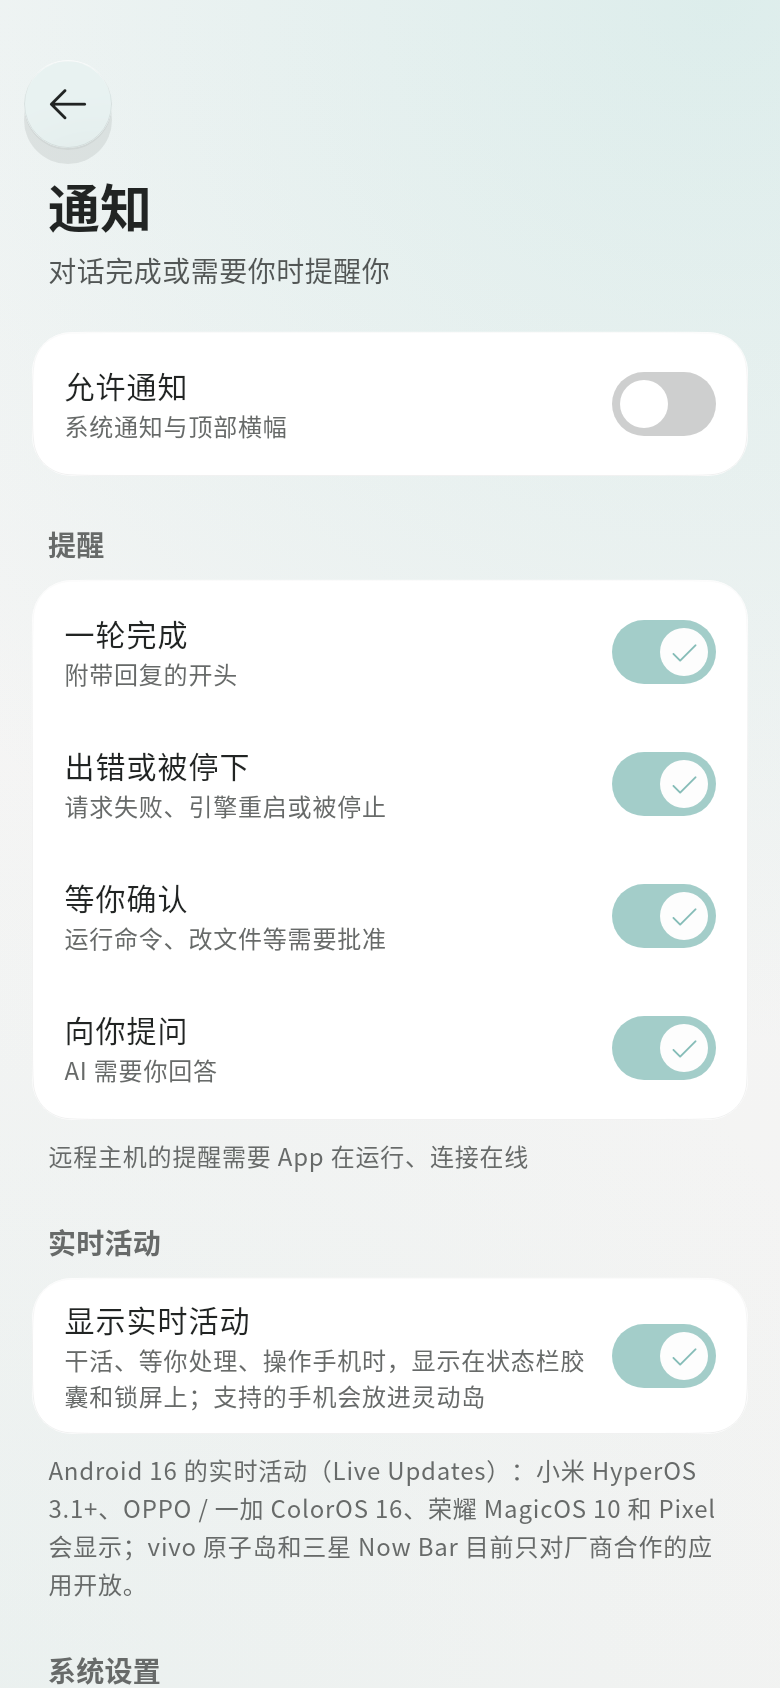 通知
对话完成或需要你时提醒你
允许通知
系统通知与顶部横幅
提醒
一轮完成
附带回复的开头
出错或被停下
请求失败、引擎重启或被停止
等你确认
运行命令、改文件等需要批准
向你提问
AI 需要你回答
远程主机的提醒需要 App 在运行、连接在线
实时活动
显示实时活动
干活、等你处理、操作手机时，显示在状态栏胶
囊和锁屏上；支持的手机会放进灵动岛
Android 16 的实时活动（Live Updates）：小米 HyperOS
3.1+、OPPO / 一加 ColorOS 16、荣耀 MagicOS 10 和 Pixel
会显示；vivo 原子岛和三星 Now Bar 目前只对厂商合作的应
用开放。
系统设置